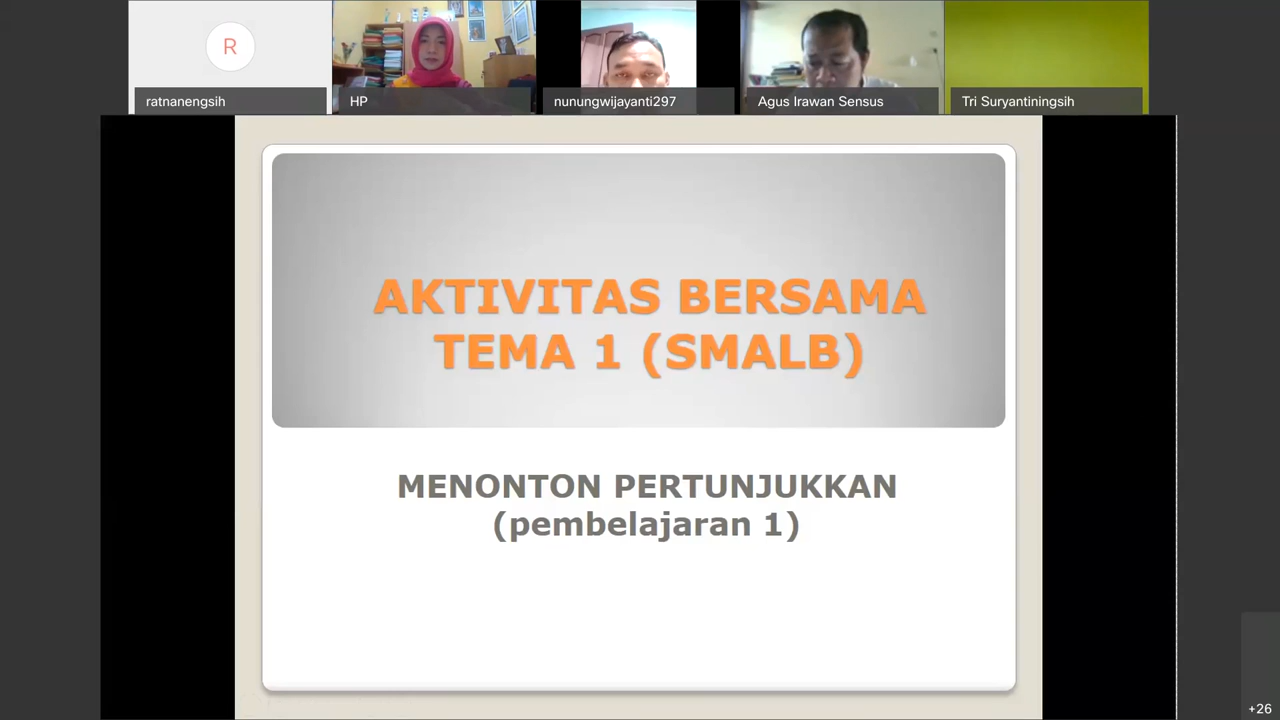 R
ratnanengsih
HP
nunungwijayanti297
Agus Irawan Sensus
Tri Suryantiningsih
AKTIVITAS BERSAMA
TEMA 1 (SMALB)
MENONTON PERTUNJUKKAN
(pembelajaran 1)
+26